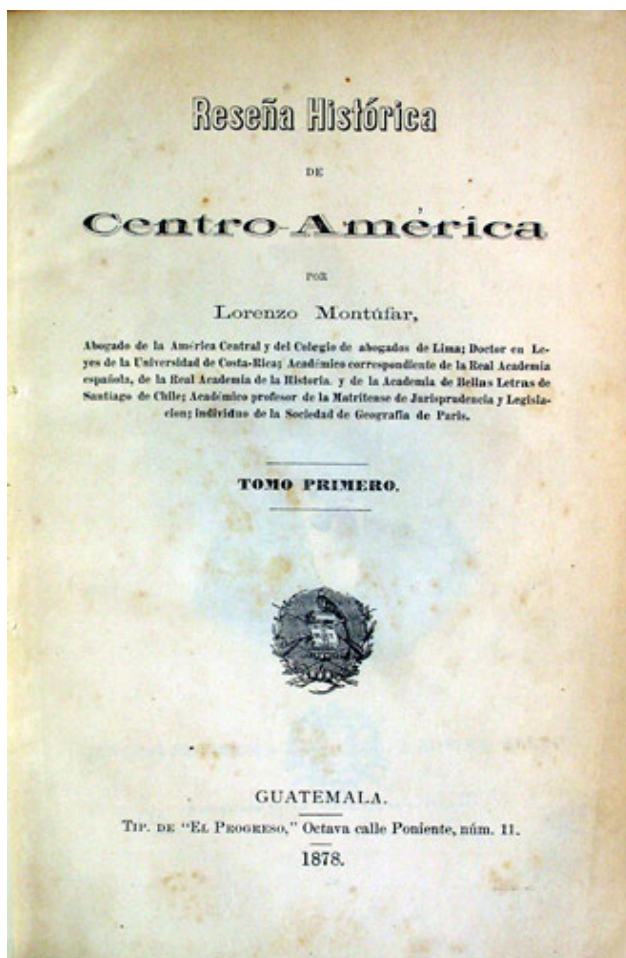 Reseña Histórica
DE
Centro-América
POR
Lorenzo Montúfar,
Abogado de la América Central y del Colegio de abogados de Lima; Doctor en Le-
yes de la Universidad de Costa-Rica; Académico correspondiente de la Real Academia
española, de la Real Academia de la Historia. y de la Academia de Bellas Letras de
Santiago de Chile; Académico profesor de la Matritense de Jurisprudencia y Legisla-
cion; individuo de la Sociedad de Geografía de Paris.
TOMO PRIMERO.
GUATEMALA.
TIP. DE “EL PROGRESO,” Octava calle Poniente, núm. 11.
1878.